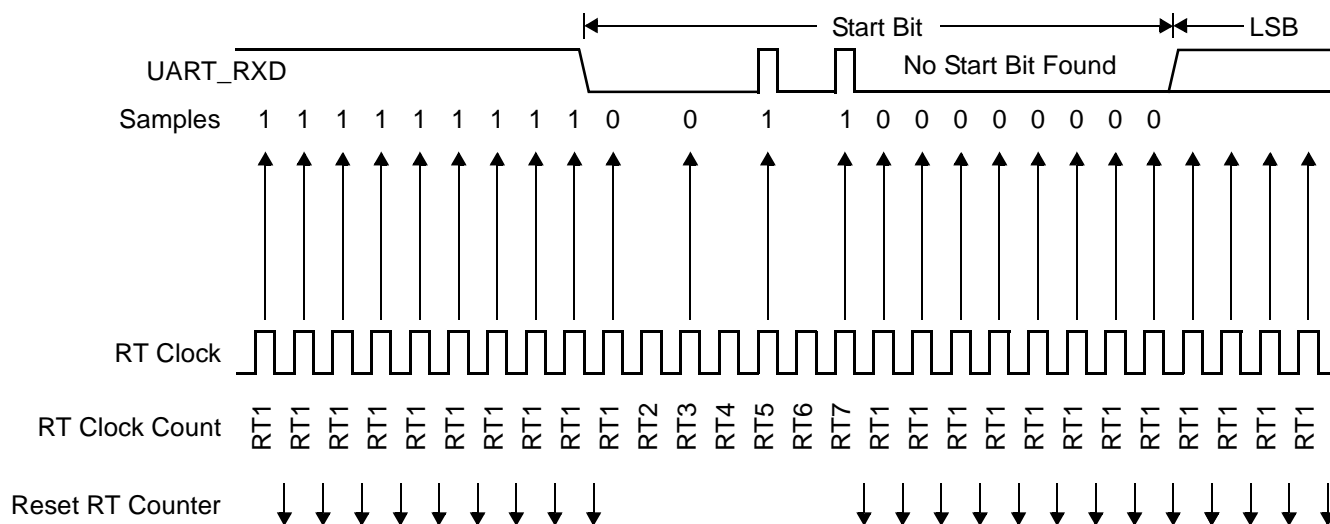 Start Bit LSB
UART_RXD No Start Bit Found
Samples 1 1 1 1 1 1 1 1 1 0 0 1 1 0 0 0 0 0 0 0 0
RT Clock
RT Clock Count RT1 RT1 RT1 RT1 RT1 RT1 RT1 RT1 RT1 RT1 RT2 RT3 RT4 RT5 RT6 RT7 RT1 RT1 RT1 RT1 RT1 RT1 RT1 RT1 RT1 RT1 RT1 RT1
Reset RT Counter